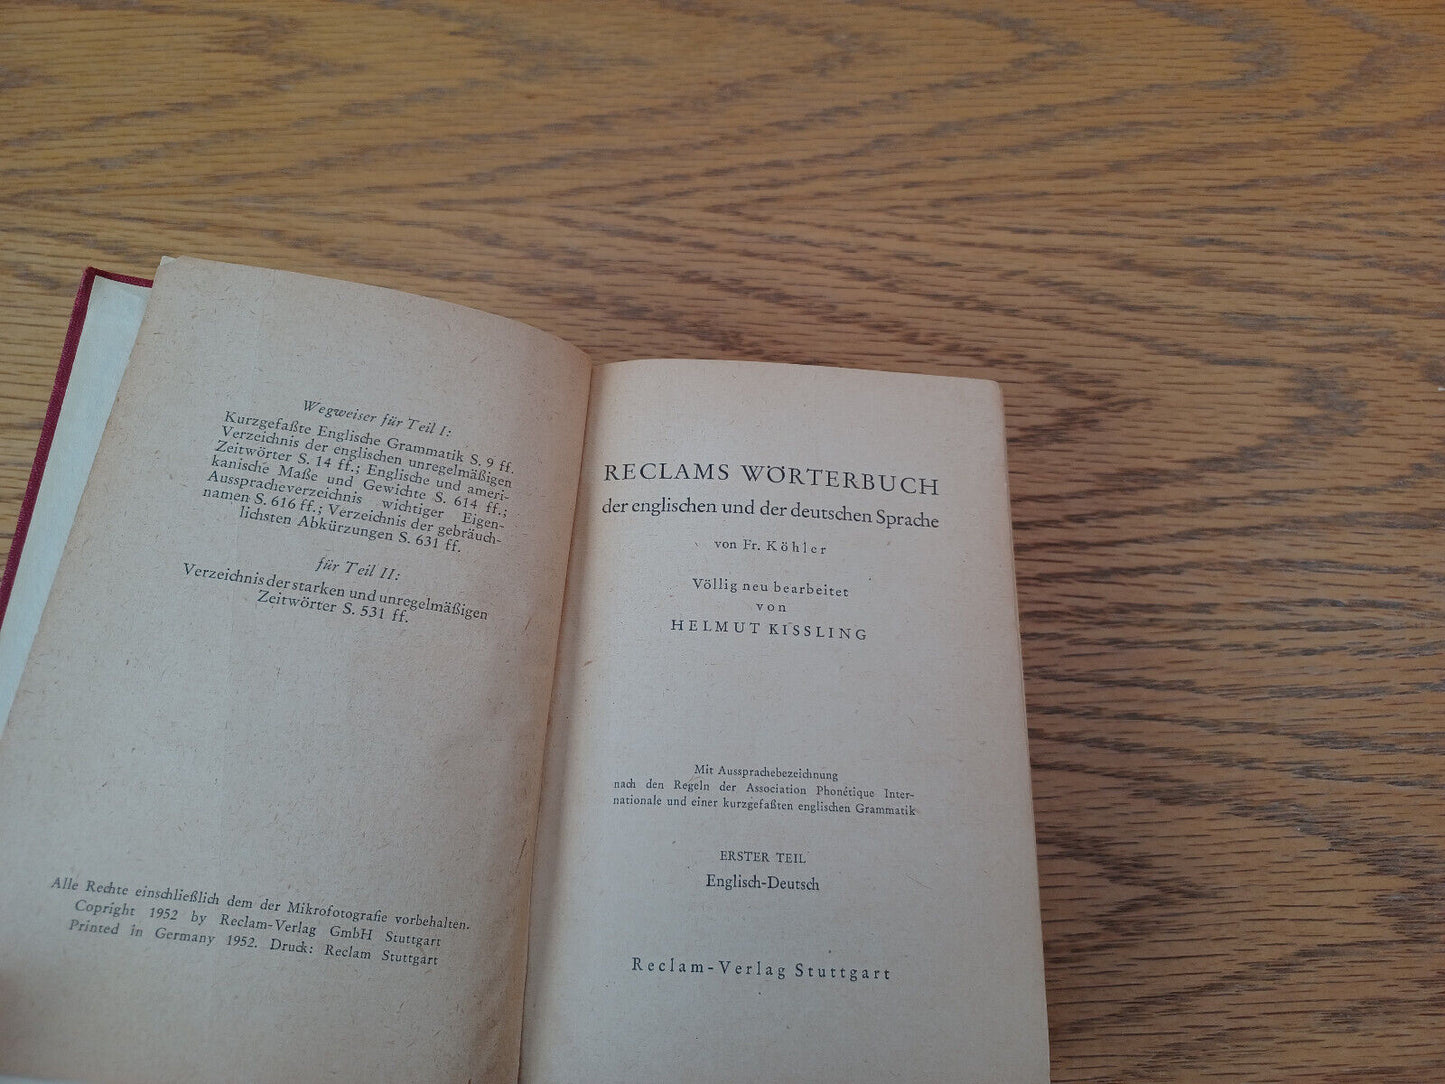 Wegweiser für Teil I:
Kurzgefaßte Englische Grammatik S. 9 ff.
Verzeichnis der englischen unregelmäßigen
Zeitwörter S. 14 ff.; Englische und ameri-
kanische Maße und Gewichte S. 614 ff.;
Ausspracheverzeichnis wichtiger Eigen-
namen S. 616 ff.; Verzeichnis der gebräuch-
lichsten Abkürzungen S. 631 ff.
für Teil II:
Verzeichnis der starken und unregelmäßigen
Zeitwörter S. 531 ff.
Alle Rechte einschließlich dem der Mikrofotografie vorbehalten.
Copright 1952 by Reclam-Verlag GmbH Stuttgart
Printed in Germany 1952. Druck: Reclam Stuttgart
RECLAMS WÖRTERBUCH
der englischen und der deutschen Sprache
von Fr. Köhler
Völlig neu bearbeitet
von
HELMUT KISSLING
Mit Aussprachebezeichnung
nach den Regeln der Association Phonétique Inter-
nationale und einer kurzgefaßten englischen Grammatik
ERSTER TEIL
Englisch-Deutsch
Reclam-Verlag Stuttgart